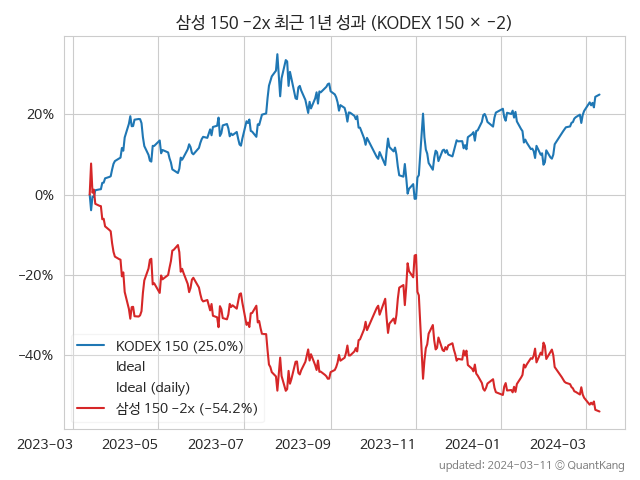 삼성 150 −2x 최근 1년 성과 (KODEX 150 × −2)
20%
0%
−20%
−40%
KODEX 150 (25.0%)
Ideal
Ideal (daily)
삼성 150 −2x (−54.2%)
2023-03 2023-05 2023-07 2023-09 2023-11 2024-01 2024-03
updated: 2024-03-11 © QuantKang